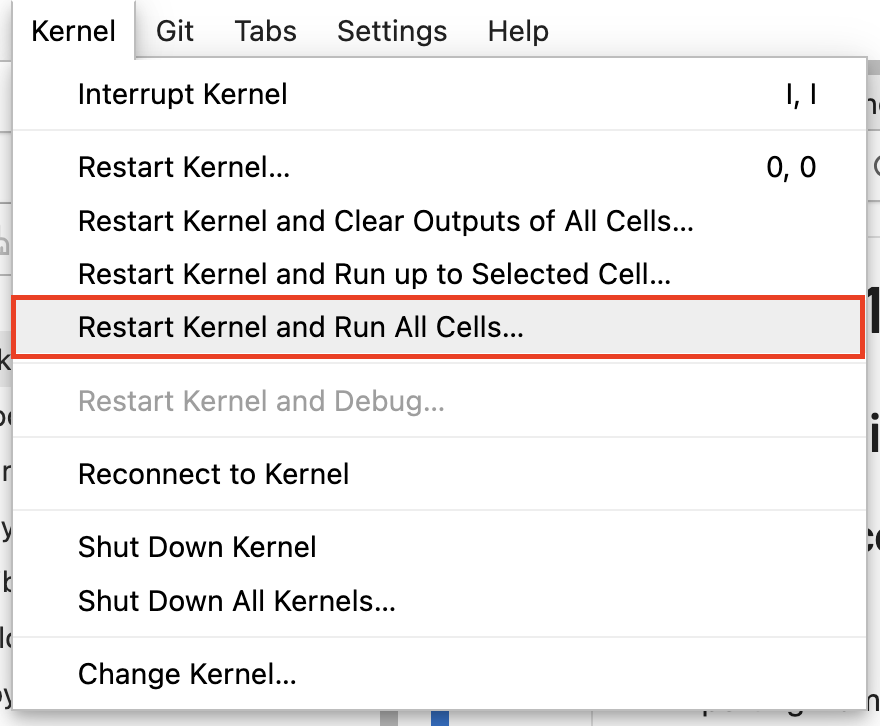 Kernel Git Tabs Settings Help
Interrupt Kernel I, I
Restart Kernel... 0, 0
Restart Kernel and Clear Outputs of All Cells...
Restart Kernel and Run up to Selected Cell...
Restart Kernel and Run All Cells...
Restart Kernel and Debug...
Reconnect to Kernel
Shut Down Kernel
Shut Down All Kernels...
Change Kernel...